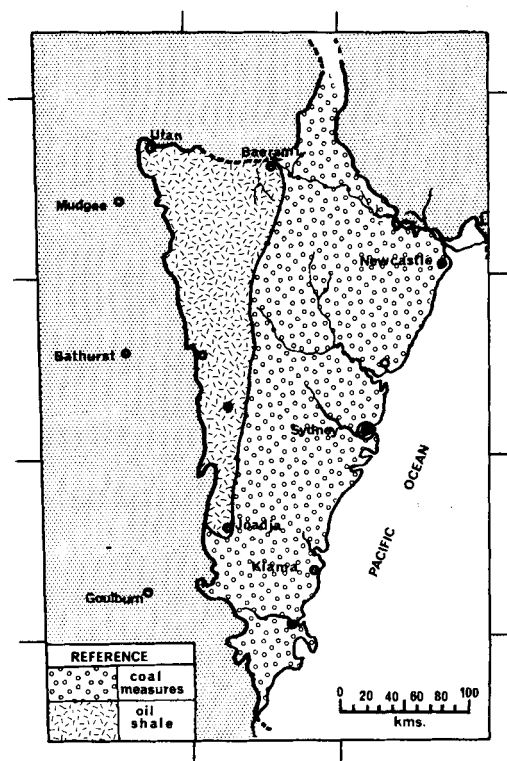 Ulan
Baerami
Mudgee
Newcastle
Bathurst
Sydney
PACIFIC OCEAN
Joadja
Kiama
Goulburn
REFERENCE
coal
measures
oil
shale
0 20 40 60 80 100
kms.